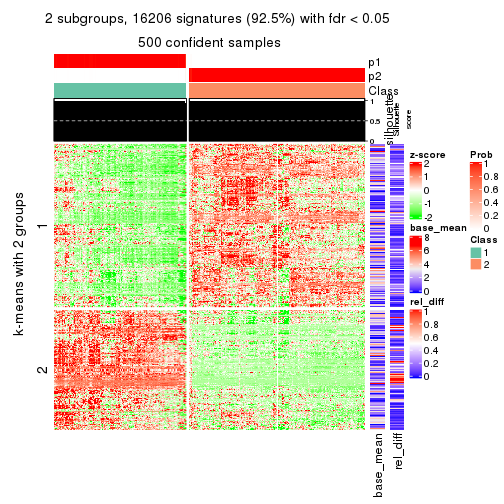 2 subgroups, 16206 signatures (92.5%) with fdr < 0.05
500 confident samples
p1
p2
Class
1
0.5
0
silhouette
Silhouette
score
k-means with 2 groups
1
2
base_mean
rel_diff
z-score
2
1
0
-1
-2
base_mean
8
6
4
2
0
rel_diff
1
0.8
0.6
0.4
0.2
0
Prob
1
0.8
0.6
0.4
0.2
0
Class
1
2